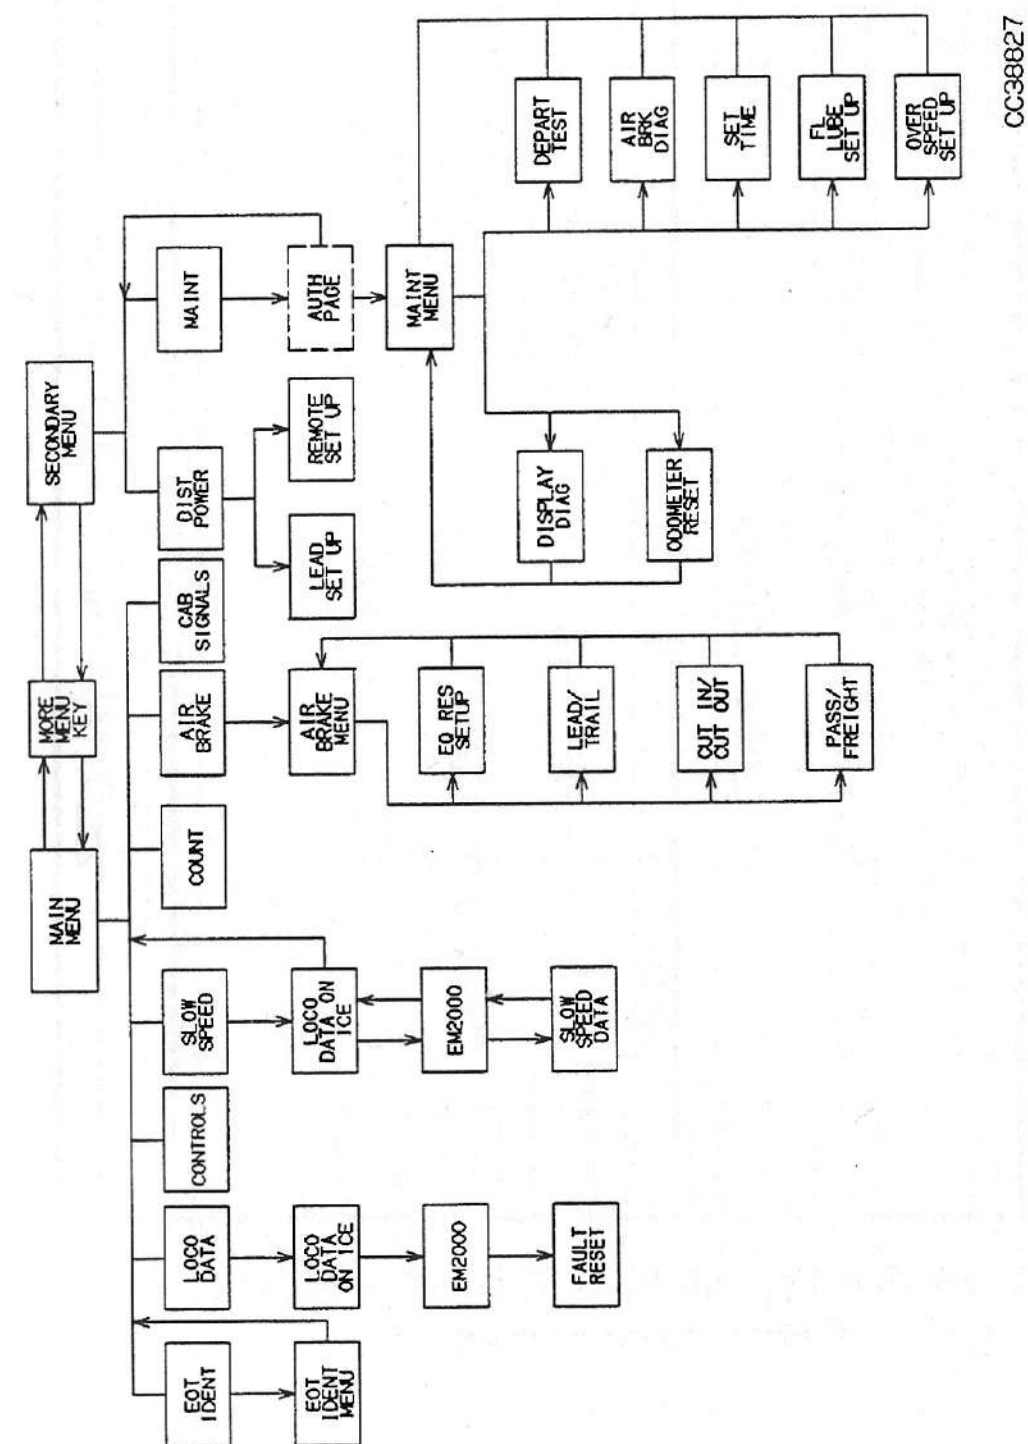 MAIN
MENU
MORE
MENU
KEY
SECONDARY
MENU
EOT
IDENT
LOCO
DATA
CONTROLS
SLOW
SPEED
COUNT
AIR
BRAKE
CAB
SIGNALS
DIST
POWER
MAINT
EOT
IDENT
MENU
LOCO
DATA
ON ICE
LOCO
DATA ON
ICE
AIR
BRAKE
MENU
LEAD
SET UP
REMOTE
SET UP
AUTH
PAGE
EM2000
EM2000
EQ RES
SETUP
MAINT
MENU
FAULT
RESET
SLOW
SPEED
DATA
LEAD/
TRAIL
DISPLAY
DIAG
DEPART
TEST
CUT IN/
CUT OUT
ODOMETER
RESET
AIR
BRK
DIAG
SET
TIME
PASS/
FREIGHT
FL
LUBE
SET UP
OVER
SPEED
SET UP
CC38827